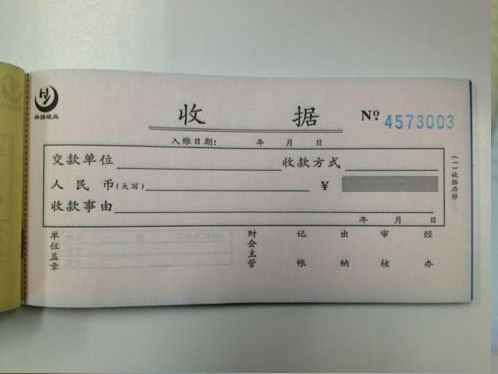 收 据 Nº 4573003
入账日期: 年 月 日
交款单位 收款方式
人民币(大写) ¥
收款事由
年 月 日
单位盖章 财会主管 记帐 出纳 审核 经办